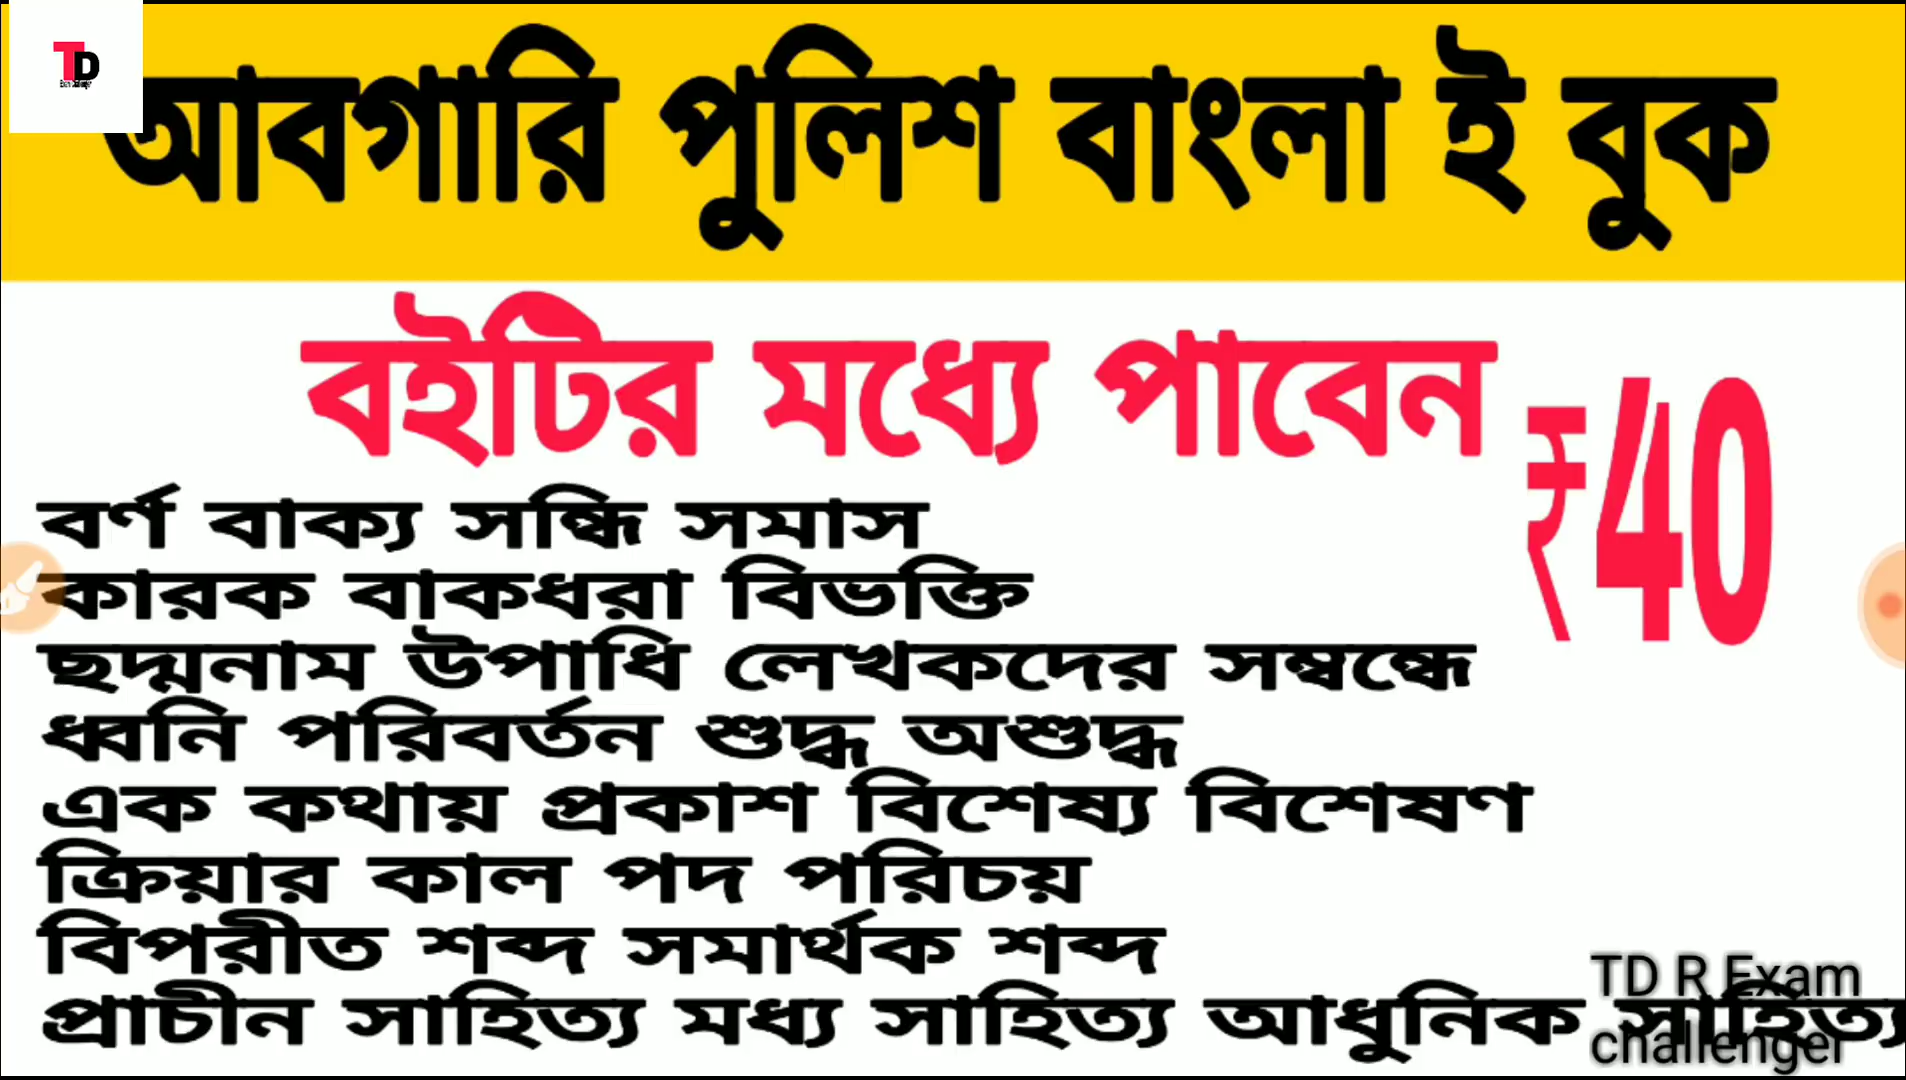 TD
আবগারি পুলিশ বাংলা ই বুক
বইটির মধ্যে পাবেন
₹40
বর্ণ বাক্য সন্ধি সমাস
কারক বাকধরা বিভক্তি
ছদ্মনাম উপাধি লেখকদের সম্বন্ধে
ধ্বনি পরিবর্তন শুদ্ধ অশুদ্ধ
এক কথায় প্রকাশ বিশেষ্য বিশেষণ
ক্রিয়ার কাল পদ পরিচয়
বিপরীত শব্দ সমার্থক শব্দ
প্রাচীন সাহিত্য মধ্য সাহিত্য আধুনিক সাহিত্য
TD R Exam
challenger